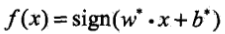 f(x) = sign(w* · x + b*)